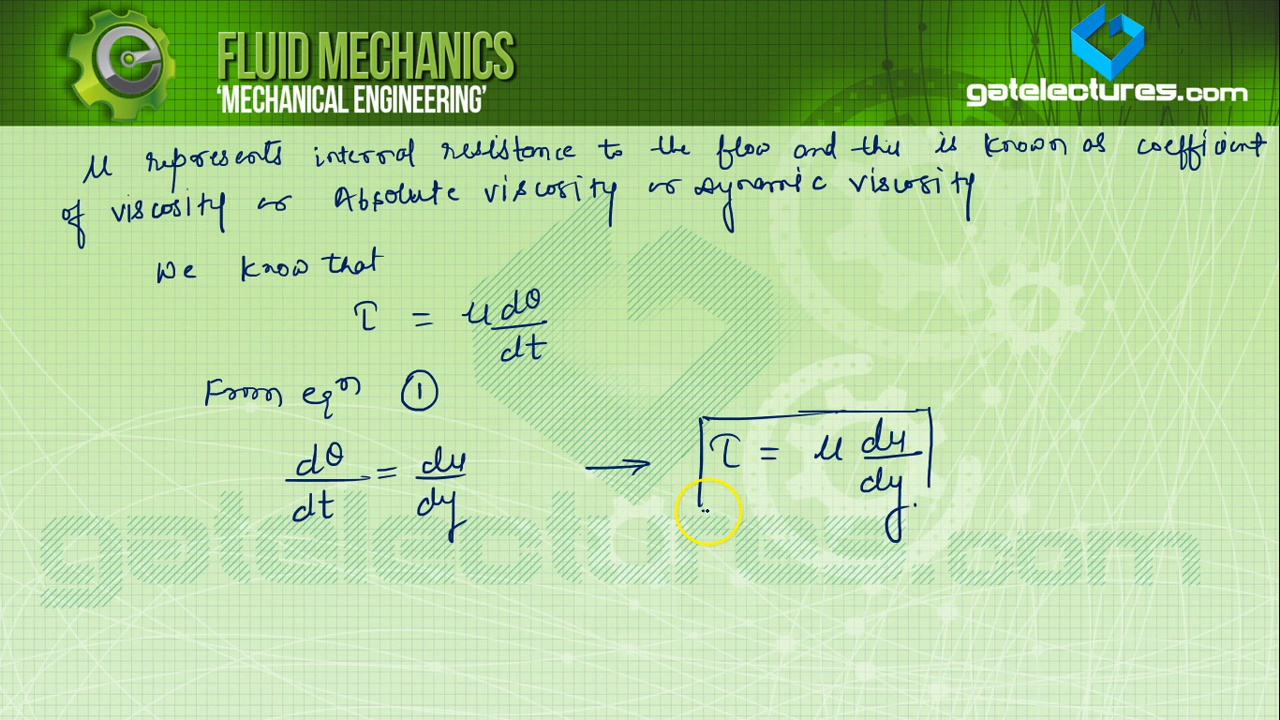 FLUID MECHANICS
'MECHANICAL ENGINEERING'
gatelectures.com
μ represents internal resistance to the flow and this is known as coefficient
of viscosity or Absolute viscosity or Dynamic viscosity
We know that
τ = μ dθ/dt
From eqn ①
dθ/dt = du/dy → τ = μ du/dy
gatelectures.com